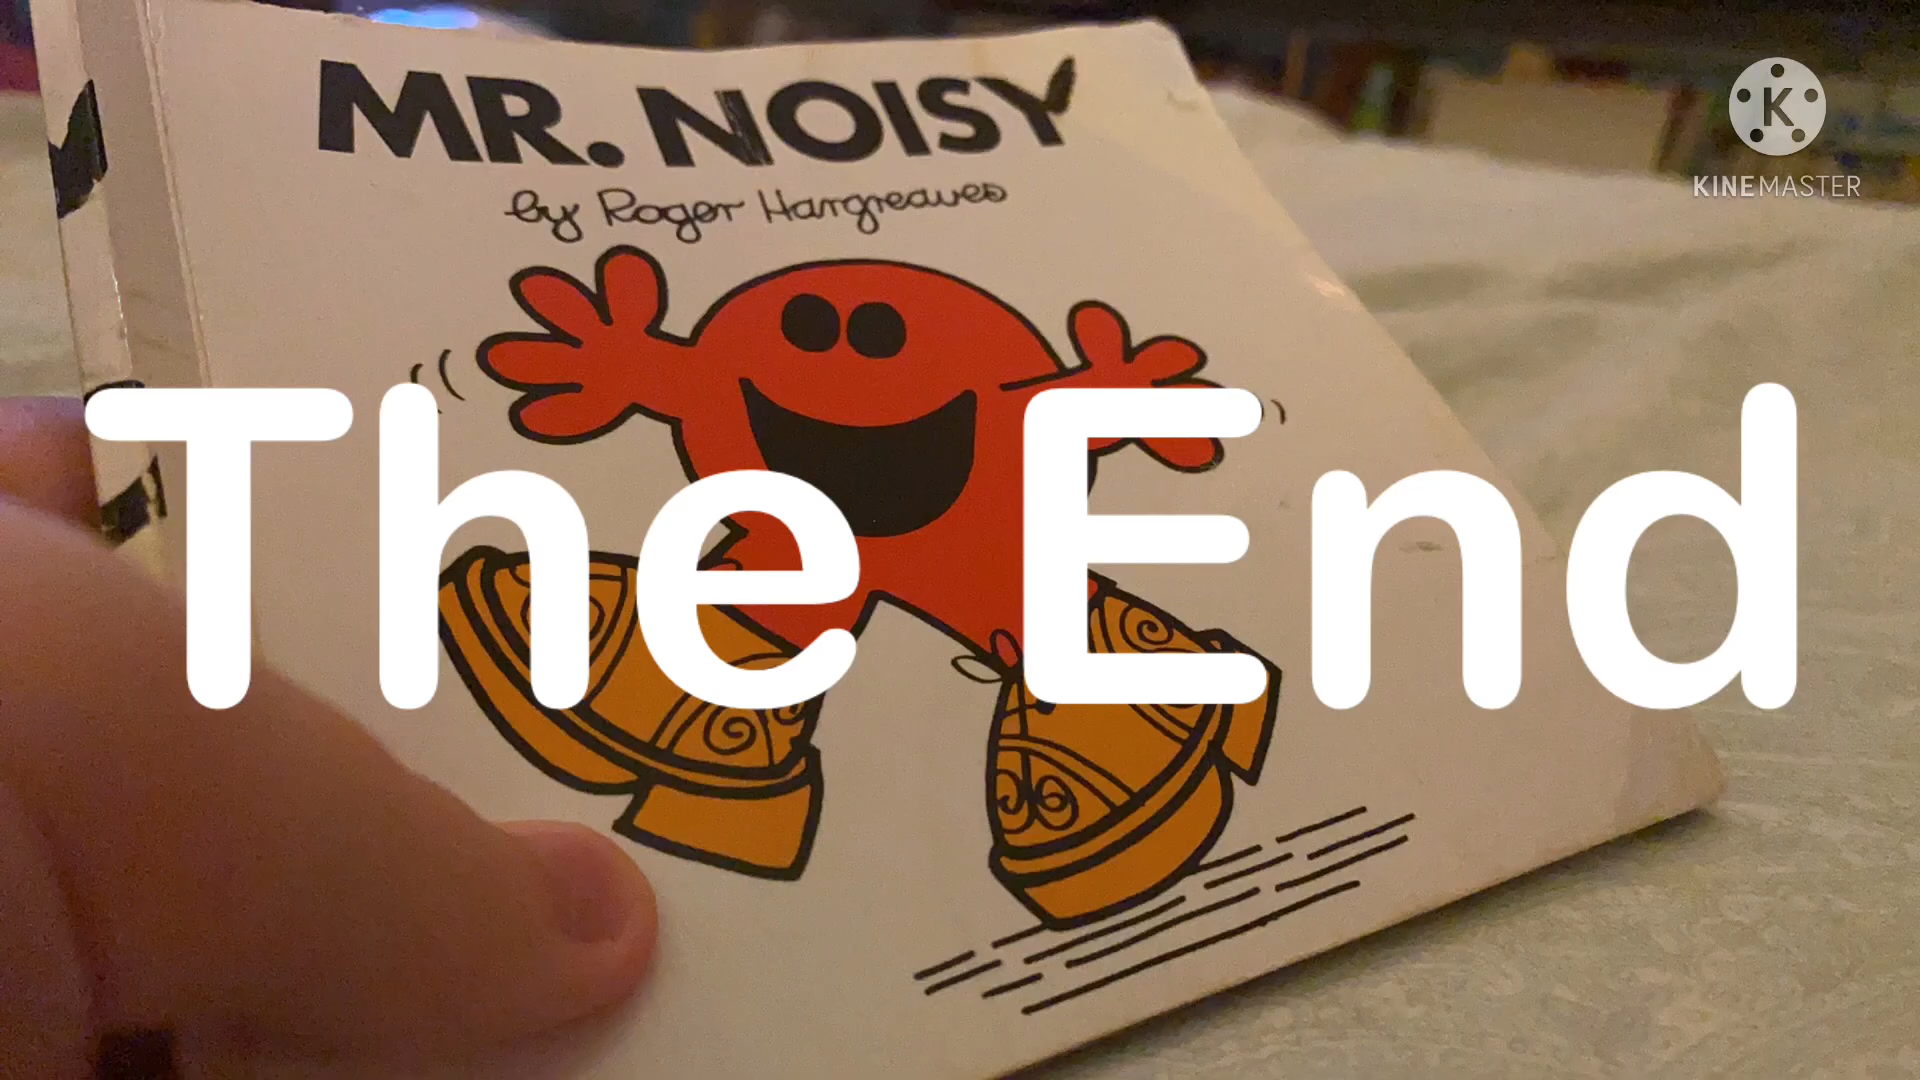 MR. NOISY
by Roger Hargreaves
The End
K
KINEMASTER